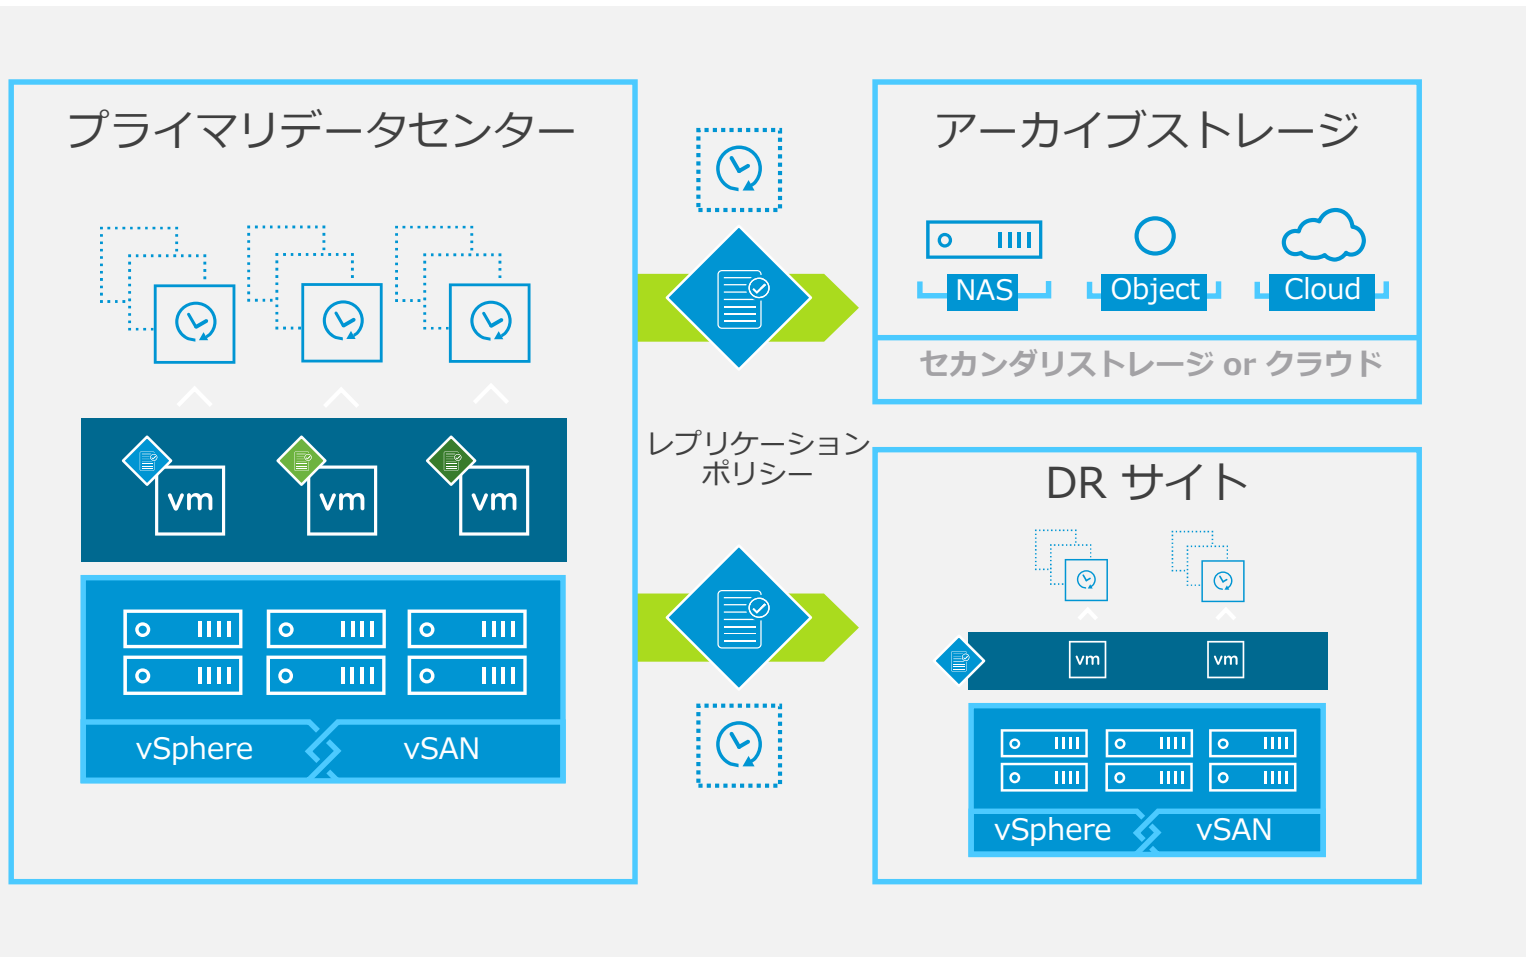 プライマリデータセンター
vm
vm
vm
vSphere
vSAN
レプリケーション
ポリシー
アーカイブストレージ
NAS
Object
Cloud
セカンダリストレージ or クラウド
DR サイト
vm
vm
vSphere
vSAN